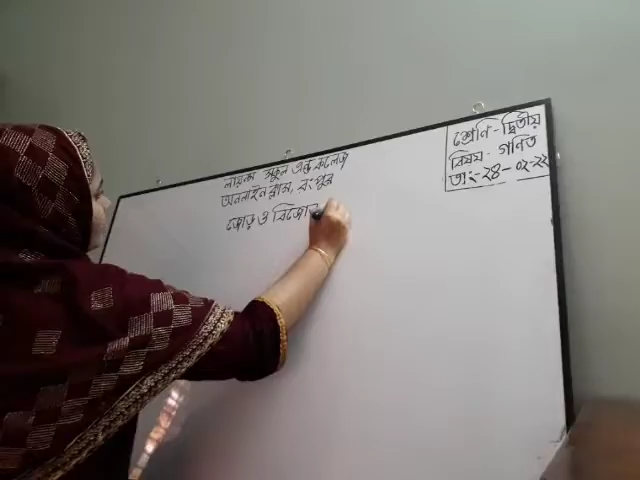 লায়ন্স স্কুল এন্ড কলেজ
অনলাইন ক্লাস, রংপুর
জোড় ও বিজোড়
শ্রেণি - দ্বিতীয়
বিষয় - গণিত
তাং- ২৪-০২-২২